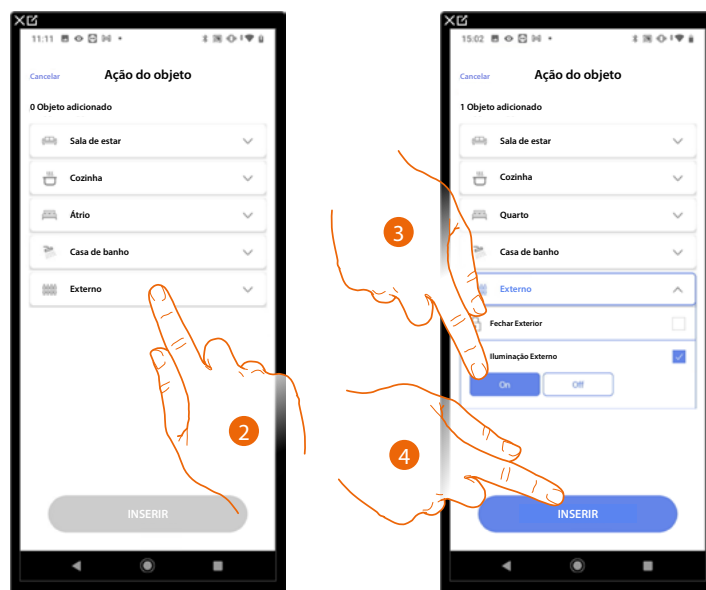 11:11
Cancelar
Ação do objeto
0 Objeto adicionado
Sala de estar
Cozinha
Átrio
Casa de banho
Externo
2
INSERIR
15:02
Cancelar
Ação do objeto
1 Objeto adicionado
Sala de estar
Cozinha
Quarto
Casa de banho
Externo
Fechar Exterior
Iluminação Externo
On
Off
3
4
INSERIR